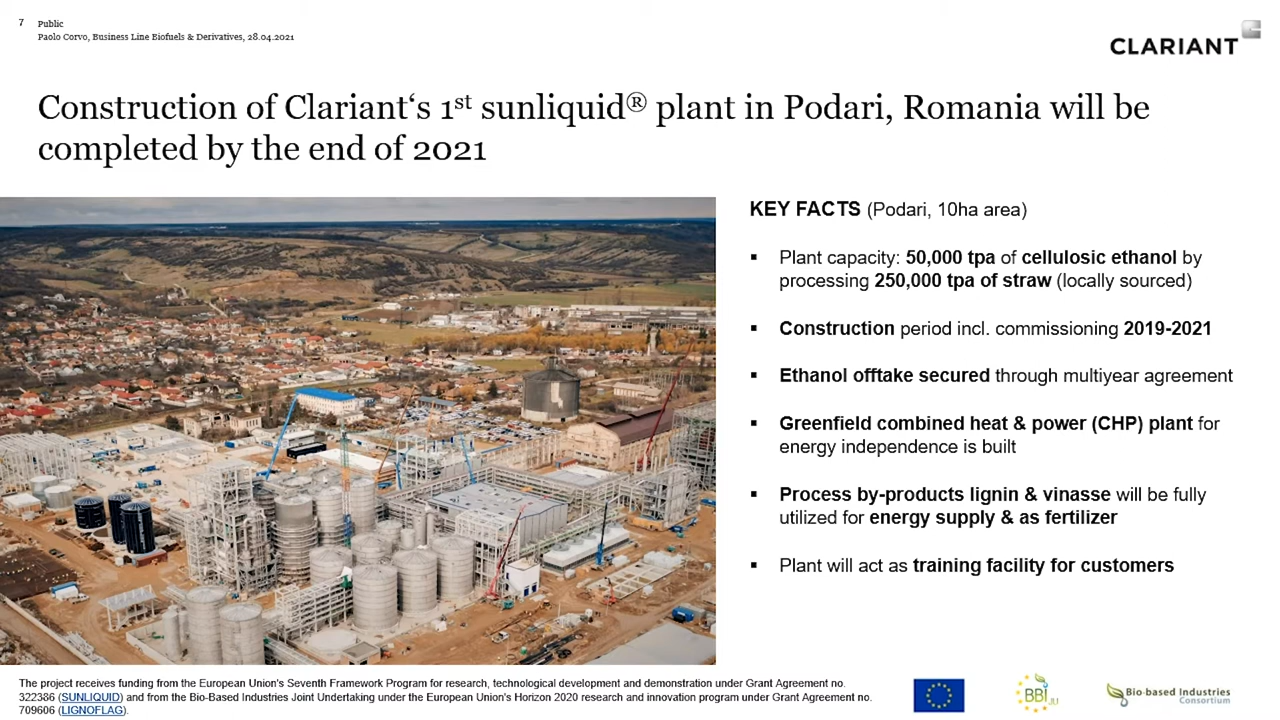 7 Public
Paolo Corvo, Business Line Biofuels & Derivatives, 28.04.2021
CLARIANT
Construction of Clariant‘s 1st sunliquid® plant in Podari, Romania will be
completed by the end of 2021
KEY FACTS (Podari, 10ha area)
▪ Plant capacity: 50,000 tpa of cellulosic ethanol by
processing 250,000 tpa of straw (locally sourced)
▪ Construction period incl. commissioning 2019-2021
▪ Ethanol offtake secured through multiyear agreement
▪ Greenfield combined heat & power (CHP) plant for
energy independence is built
▪ Process by-products lignin & vinasse will be fully
utilized for energy supply & as fertilizer
▪ Plant will act as training facility for customers
The project receives funding from the European Union's Seventh Framework Program for research, technological development and demonstration under Grant Agreement no.
322386 (SUNLIQUID) and from the Bio-Based Industries Joint Undertaking under the European Union's Horizon 2020 research and innovation program under Grant Agreement no.
709606 (LIGNOFLAG).
BBI JU
Bio-based Industries
Consortium